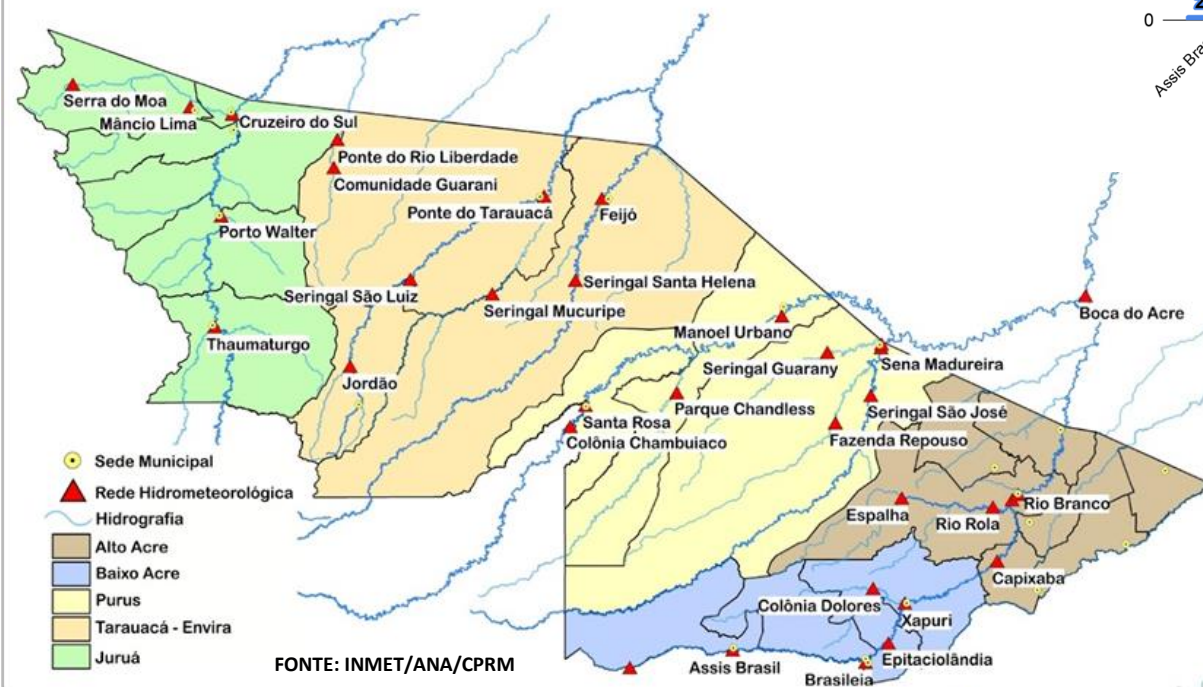 0
Assis Bra
Serra do Moa
Mâncio Lima
Cruzeiro do Sul
Ponte do Rio Liberdade
Comunidade Guarani
Ponte do Tarauacá
Feijó
Porto Walter
Seringal São Luiz
Seringal Santa Helena
Seringal Mucuripe
Thaumaturgo
Manoel Urbano
Boca do Acre
Seringal Guarany
Sena Madureira
Jordão
Parque Chandless
Seringal São José
Santa Rosa
Fazenda Repouso
Colônia Chambuiaco
Sede Municipal
Rede Hidrometeorológica
Hidrografia
Alto Acre
Baixo Acre
Purus
Tarauacá - Envira
Juruá
Espalha
Rio Rola
Rio Branco
Capixaba
Colônia Dolores
Xapuri
Epitaciolândia
Assis Brasil
Brasileia
FONTE: INMET/ANA/CPRM